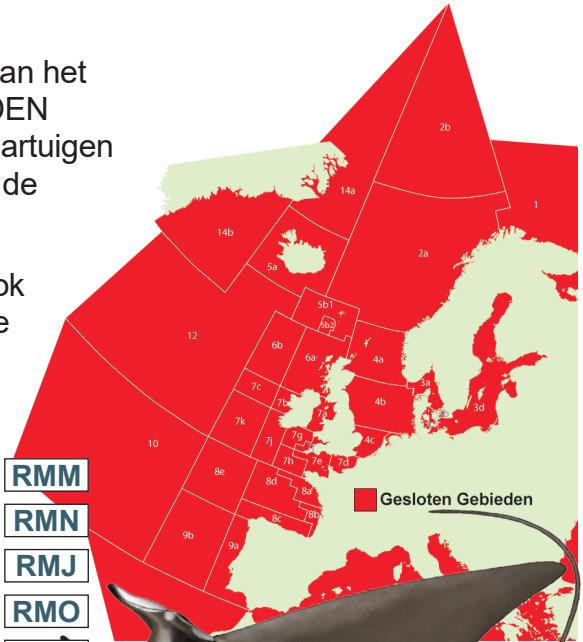 an het
DEN
artuigen
de
ok
e
2b
1
14a
14b
2a
5a
5b1
5b2
12
6b
6a
4a
3a
7c
7b
4b
3d
10
7k
7j
7g
4c
7h
7e
7d
8e
8d
8a
8b
8c
9b
9a
Gesloten Gebieden
RMM
RMN
RMJ
RMO